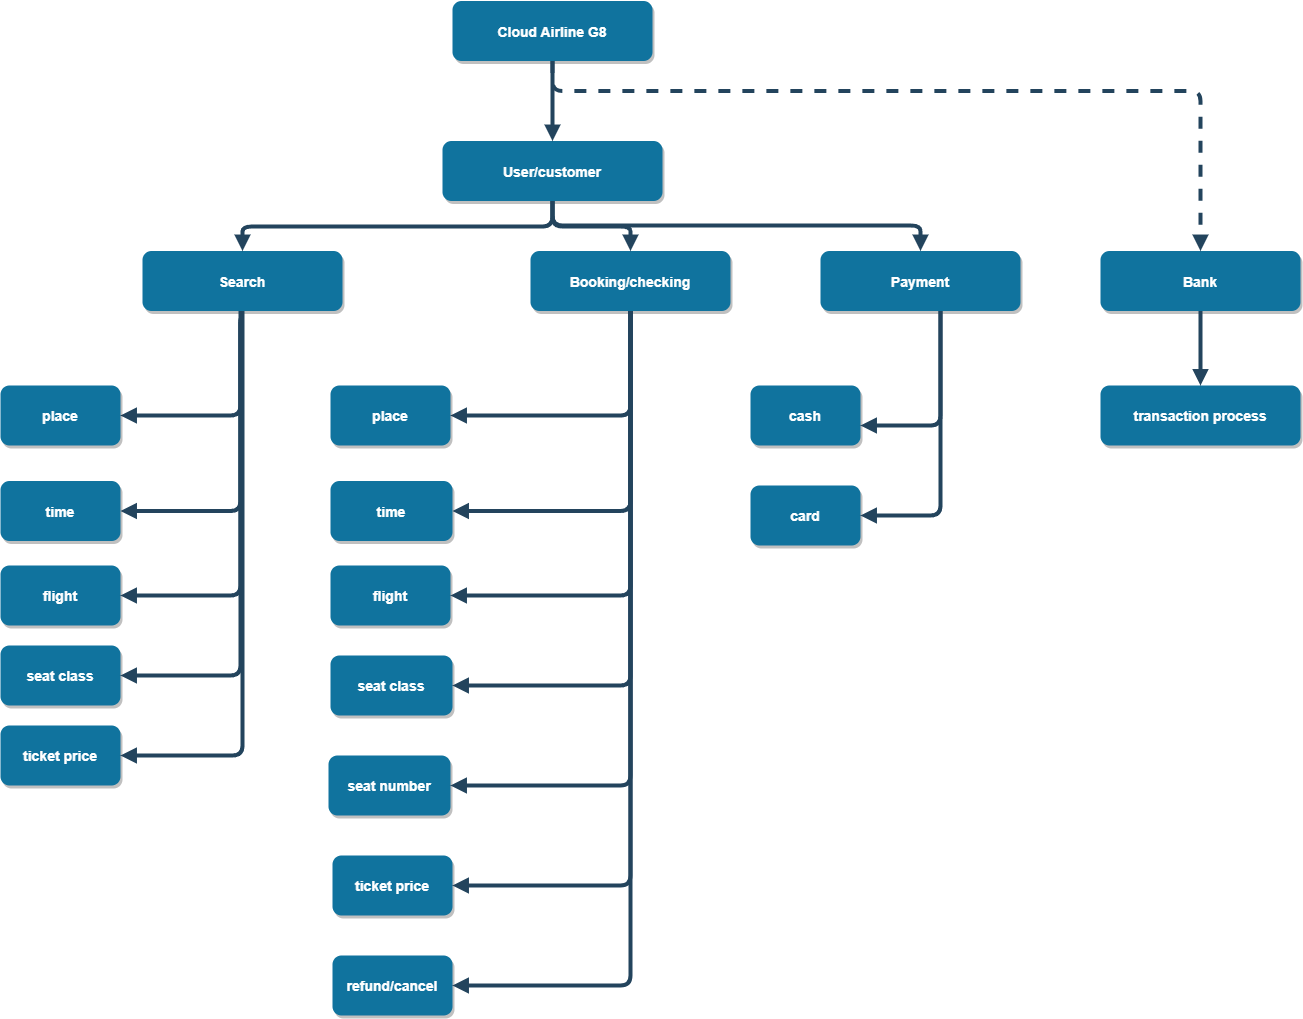 Cloud Airline G8
User/customer
Search
Booking/checking
Payment
Bank
place
place
cash
transaction process
time
time
card
flight
flight
seat class
seat class
ticket price
seat number
ticket price
refund/cancel